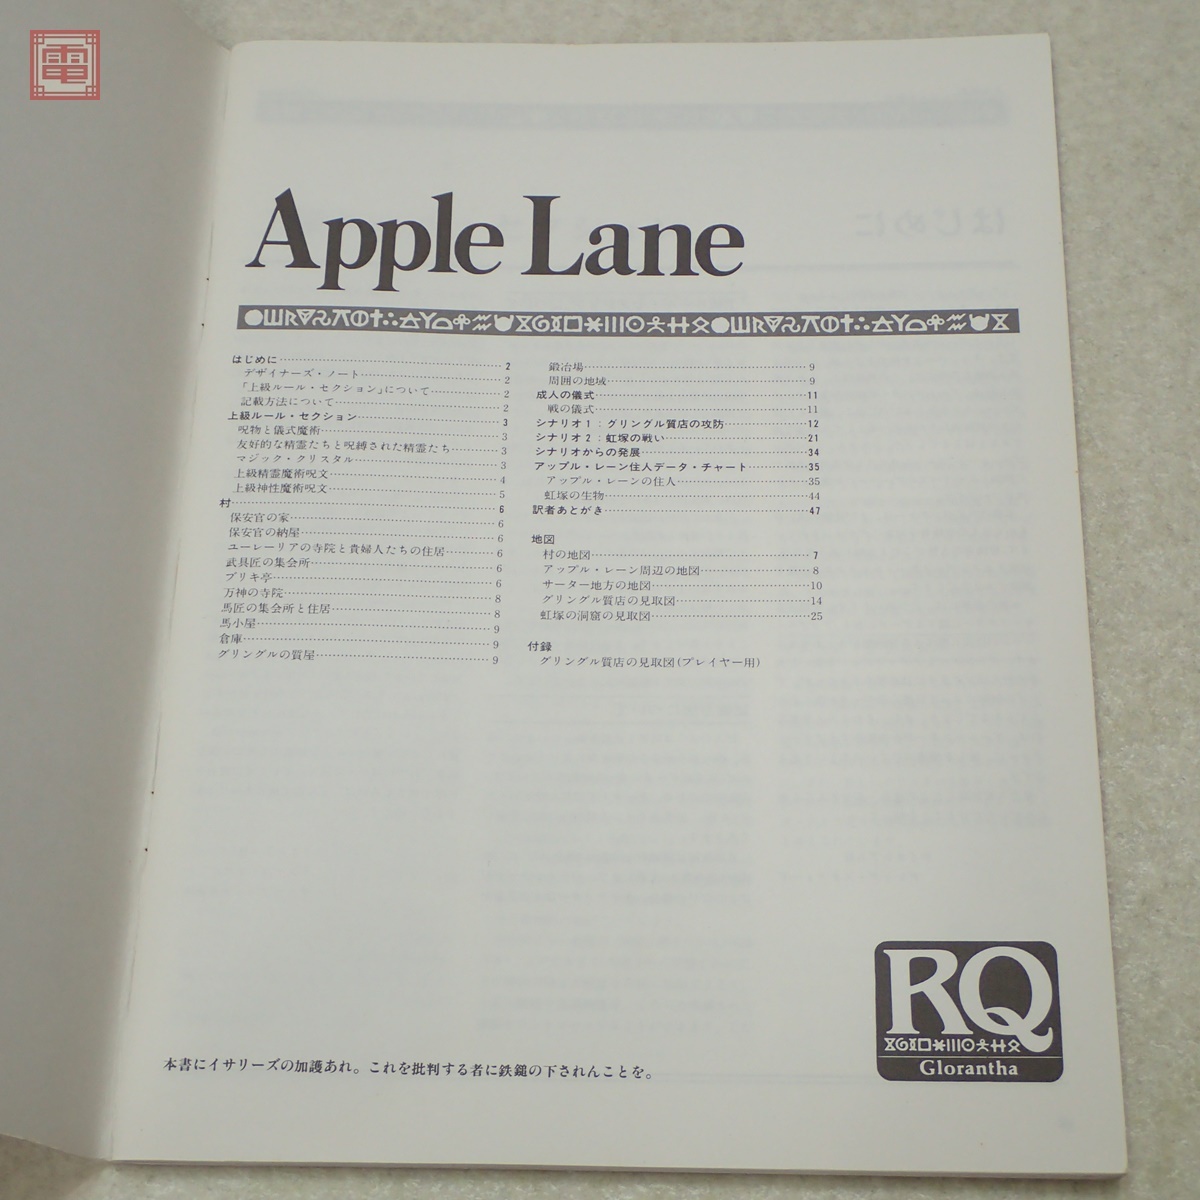 電
Apple Lane
はじめに 2
デザイナーズ・ノート 2
「上級ルール・セクション」について 2
記載方法について 2
上級ルール・セクション 3
呪物と儀式魔術 3
友好的な精霊たちと呪縛された精霊たち 3
マジック・クリスタル 3
上級精霊魔術呪文 4
上級神性魔術呪文 5
村 6
保安官の家 6
保安官の納屋 6
ユーレーリアの寺院と貴婦人たちの住居 6
武具匠の集会所 6
ブリキ亭 6
万神の寺院 8
馬匠の集会所と住居 8
馬小屋 9
倉庫 9
グリングルの質屋 9
鍛冶場 9
周囲の地域 9
成人の儀式 11
戦の儀式 11
シナリオ1:グリングル質店の攻防 12
シナリオ2:虹塚の戦い 21
シナリオからの発展 34
アップル・レーン住人データ・チャート 35
アップル・レーンの住人 35
虹塚の生物 44
訳者あとがき 47
地図
村の地図 7
アップル・レーン周辺の地図 8
サーター地方の地図 10
グリングル質店の見取図 14
虹塚の洞窟の見取図 25
付録
グリングル質店の見取図(プレイヤー用)
本書にイサリーズの加護あれ。これを批判する者に鉄鎚の下されんことを。
RQ
Glorantha